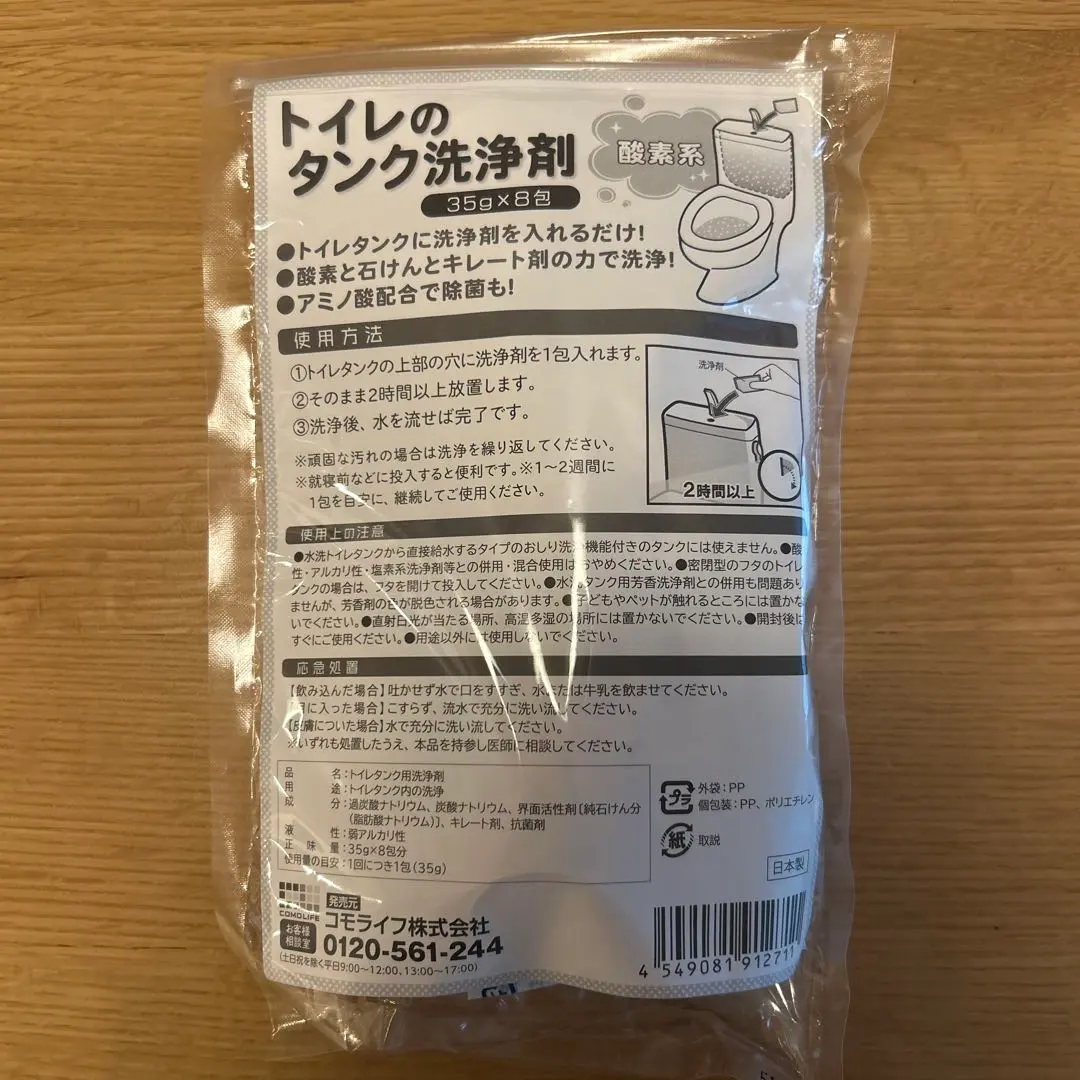 トイレの
タンク洗浄剤
35g×8包
酸素系
●トイレタンクに洗浄剤を入れるだけ!
●酸素と石けんとキレート剤の力で洗浄!
●アミノ酸配合で除菌も!
使用方法
①トイレタンクの上部の穴に洗浄剤を1包入れます。
②そのまま2時間以上放置します。
③洗浄後、水を流せば完了です。
※頑固な汚れの場合は洗浄を繰り返してください。
※就寝前などに投入すると便利です。※1〜2週間に
1包を目安に、継続してご使用ください。
洗浄剤
2時間以上
使用上の注意
●水洗トイレタンクから直接給水するタイプのおしり洗浄機能付きのタンクには使えません。●酸
性・アルカリ性・塩素系洗浄剤等との併用・混合使用はおやめください。●密閉型のフタのトイレ
タンクの場合は、フタを開けて投入してください。●水洗タンク用芳香洗浄剤との併用も問題あり
ませんが、芳香剤の色が脱色される場合があります。●子どもやペットが触れるところには置かな
いでください。●直射日光が当たる場所、高温多湿の場所には置かないでください。●開封後は
すぐにご使用ください。●用途以外には使用しないでください。
応急処置
【飲み込んだ場合】吐かせず水で口をすすぎ、水または牛乳を飲ませてください。
【目に入った場合】こすらず、流水で充分に洗い流してください。
【皮膚についた場合】水で充分に洗い流してください。
※いずれも処置したうえ、本品を持参し医師に相談してください。
品名:トイレタンク用洗浄剤
用途:トイレタンク内の洗浄
成分:過炭酸ナトリウム、炭酸ナトリウム、界面活性剤〔純石けん分
(脂肪酸ナトリウム)〕、キレート剤、抗菌剤
液性:弱アルカリ性
正味量:35g×8包分
使用量の目安:1回につき1包(35g)
プラ
外袋:PP
個包装:PP、ポリエチレン
紙
取説
日本製
COMOLIFE
発売元
コモライフ株式会社
お客様
相談室
0120-561-244
(土日祝を除く平日9:00〜12:00、13:00〜17:00)
4 549081 912711